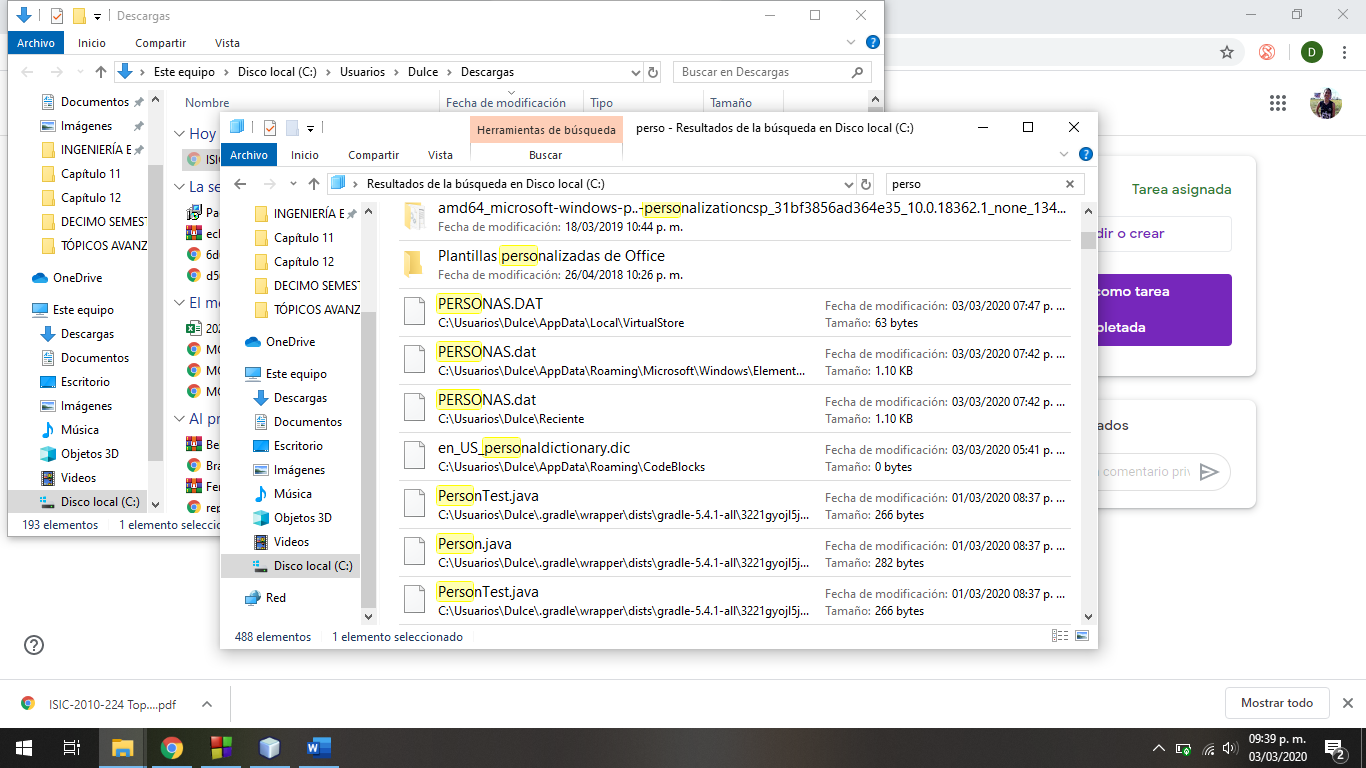 Descargas
Archivo Inicio Compartir Vista
Este equipo Disco local (C:) Usuarios Dulce Descargas
Buscar en Descargas
Documentos
Imágenes
INGENIERÍA E
Capítulo 11
Capítulo 12
DECIMO SEMEST
TÓPICOS AVANZ
OneDrive
Este equipo
Descargas
Documentos
Escritorio
Imágenes
Música
Objetos 3D
Videos
Disco local (C:)
193 elementos 1 elemento seleccio
Nombre Fecha de modificación Tipo Tamaño
Hoy
ISI
La se
Pa
ecl
6d
d5
El m
202
MO
MO
MO
Al pr
Be
Bra
Fer
rep
Herramientas de búsqueda perso - Resultados de la búsqueda en Disco local (C:)
Archivo Inicio Compartir Vista Buscar
Resultados de la búsqueda en Disco local (C:)
perso
INGENIERÍA E
Capítulo 11
Capítulo 12
DECIMO SEMEST
TÓPICOS AVANZ
OneDrive
Este equipo
Descargas
Documentos
Escritorio
Imágenes
Música
Objetos 3D
Videos
Disco local (C:)
Red
amd64_microsoft-windows-p..-personalizationcsp_31bf3856ad364e35_10.0.18362.1_none_134...
Fecha de modificación: 18/03/2019 10:44 p. m.
Plantillas personalizadas de Office
Fecha de modificación: 26/04/2018 10:26 p. m.
PERSONAS.DAT Fecha de modificación: 03/03/2020 07:47 p. ...
C:\Usuarios\Dulce\AppData\Local\VirtualStore Tamaño: 63 bytes
PERSONAS.dat Fecha de modificación: 03/03/2020 07:42 p. ...
C:\Usuarios\Dulce\AppData\Roaming\Microsoft\Windows\Element... Tamaño: 1.10 KB
PERSONAS.dat Fecha de modificación: 03/03/2020 07:42 p. ...
C:\Usuarios\Dulce\Reciente Tamaño: 1.10 KB
en_US_personaldictionary.dic Fecha de modificación: 03/03/2020 05:41 p. ...
C:\Usuarios\Dulce\AppData\Roaming\CodeBlocks Tamaño: 0 bytes
PersonTest.java Fecha de modificación: 01/03/2020 08:37 p. ...
C:\Usuarios\Dulce\.gradle\wrapper\dists\gradle-5.4.1-all\3221gyojl5j... Tamaño: 266 bytes
Person.java Fecha de modificación: 01/03/2020 08:37 p. ...
C:\Usuarios\Dulce\.gradle\wrapper\dists\gradle-5.4.1-all\3221gyojl5j... Tamaño: 282 bytes
PersonTest.java Fecha de modificación: 01/03/2020 08:37 p. ...
C:\Usuarios\Dulce\.gradle\wrapper\dists\gradle-5.4.1-all\3221gyojl5j... Tamaño: 266 bytes
488 elementos 1 elemento seleccionado
D
Tarea asignada
dir o crear
como tarea
pletada
ados
comentario priv
ISIC-2010-224 Top....pdf
Mostrar todo
09:39 p. m.
03/03/2020
2